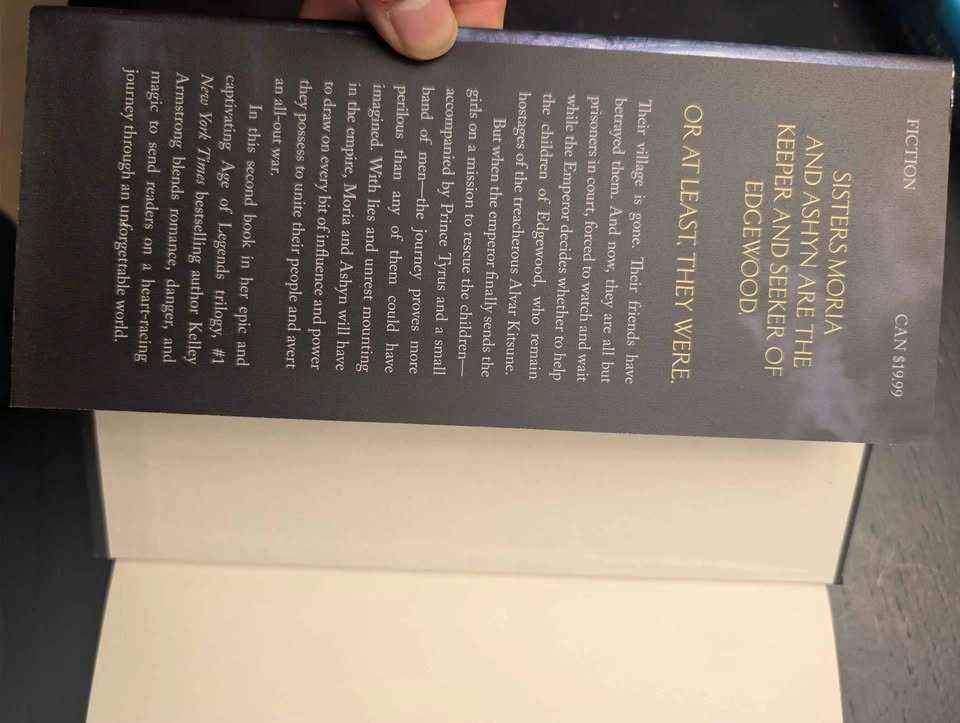 FICTION CAN $19.99
SISTERS MORIA
AND ASHYN ARE THE
KEEPER AND SEEKER OF
EDGEWOOD.
OR AT LEAST, THEY WERE.
Their village is gone. Their friends have
betrayed them. And now, they are all but
prisoners in court, forced to watch and wait
while the Emperor decides whether to help
the children of Edgewood, who remain
hostages of the treacherous Alvar Kitsune.
But when the emperor finally sends the
girls on a mission to rescue the children—
accompanied by Prince Tyrus and a small
band of men—the journey proves more
perilous than any of them could have
imagined. With lies and unrest mounting
in the empire, Moria and Ashyn will have
to draw on every bit of influence and power
they possess to unite their people and avert
an all-out war.
In this second book in her epic and
captivating Age of Legends trilogy, #1
New York Times bestselling author Kelley
Armstrong blends romance, danger, and
magic to send readers on a heart-racing
journey through an unforgettable world.